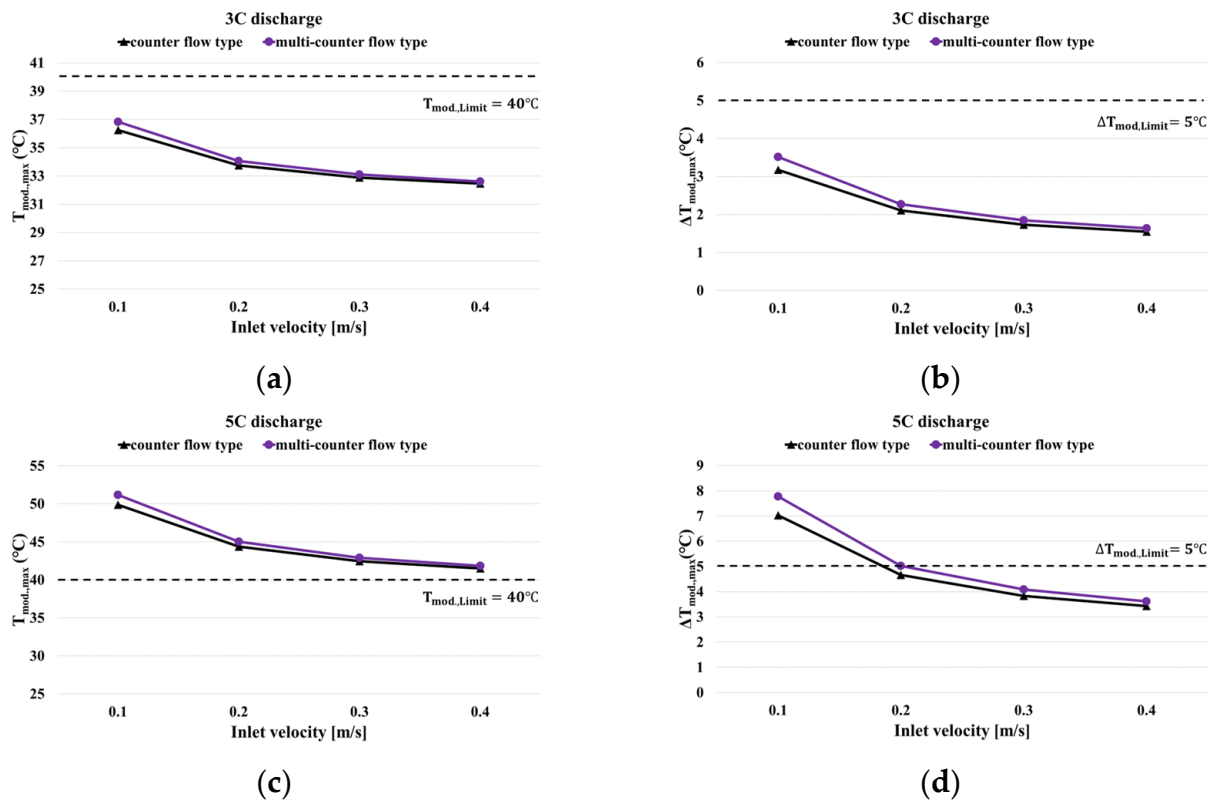 3C discharge
counter flow type multi-counter flow type
41
39
37
35
33
31
29
27
25
T_mod.,max (°C)
T_mod.,Limit = 40℃
0.1 0.2 0.3 0.4
Inlet velocity [m/s]
(a)
3C discharge
counter flow type multi-counter flow type
6
5
4
3
2
1
0
ΔT_mod.,max(°C)
ΔT_mod,Limit= 5℃
0.1 0.2 0.3 0.4
Inlet velocity [m/s]
(b)
5C discharge
counter flow type multi-counter flow type
55
50
45
40
35
30
25
T_mod.,max (°C)
T_mod.,Limit = 40℃
0.1 0.2 0.3 0.4
Inlet velocity [m/s]
(c)
5C discharge
counter flow type multi-counter flow type
9
8
7
6
5
4
3
2
1
0
ΔT_mod.,max(°C)
ΔT_mod.,Limit= 5℃
0.1 0.2 0.3 0.4
Inlet velocity [m/s]
(d)